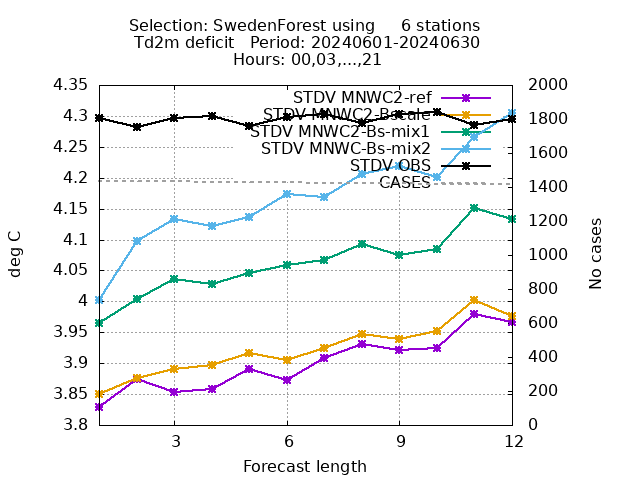 Selection: SwedenForest using 6 stations
Td2m deficit Period: 20240601-20240630
Hours: 00,03,...,21
STDV MNWC2-ref
STDV MNWC2-Bscale
STDV MNWC2-Bs-mix1
STDV MNWC-Bs-mix2
STDV OBS
CASES
deg C
4.35
4.3
4.25
4.2
4.15
4.1
4.05
4
3.95
3.9
3.85
3.8
2000
1800
1600
1400
1200
1000
800
600
400
200
0
No cases
3 6 9 12
Forecast length